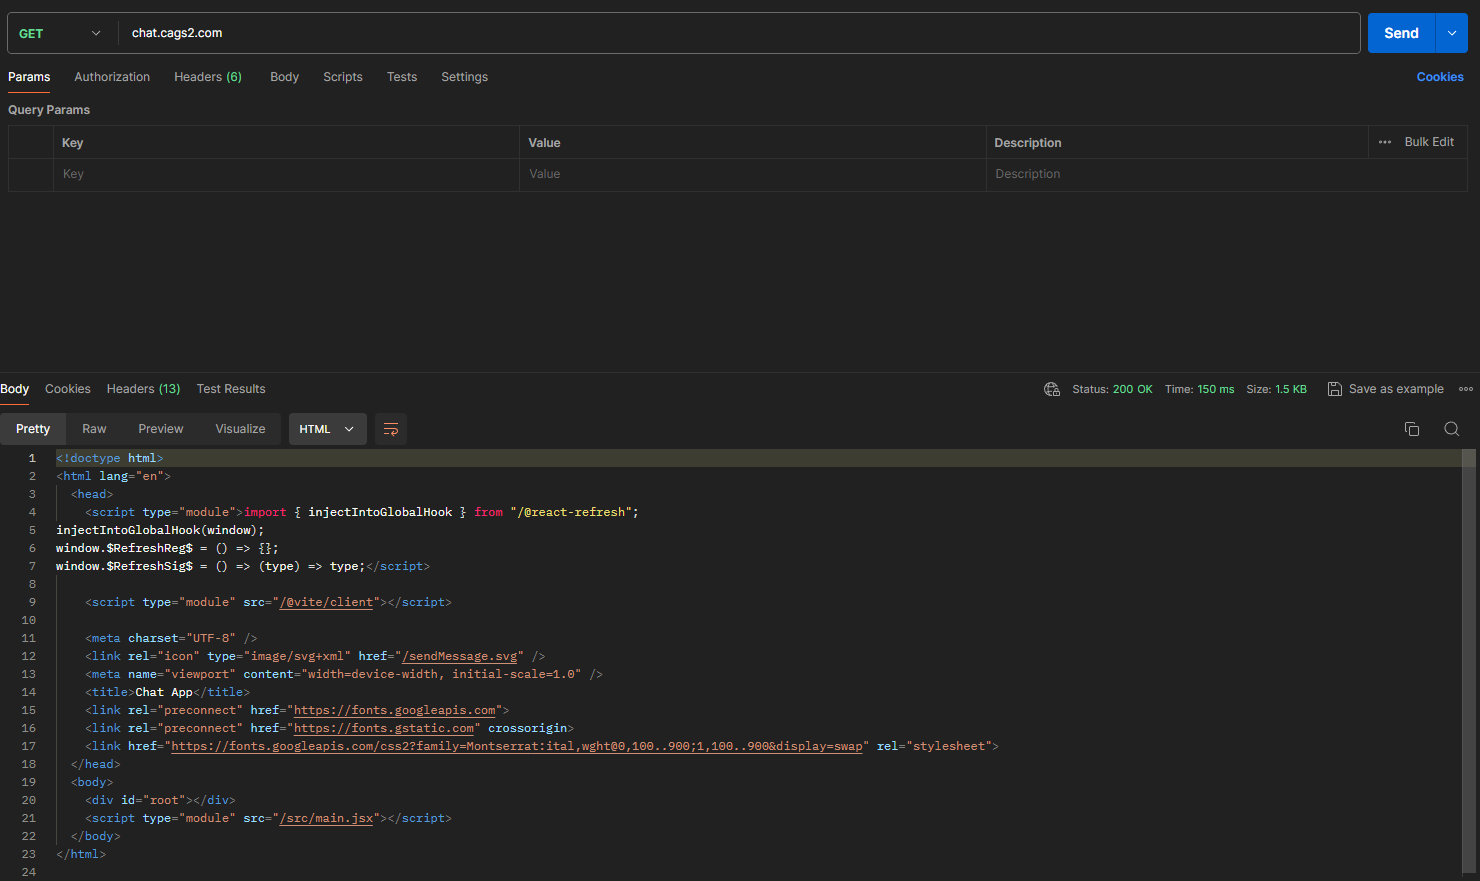 GET chat.cags2.com Send
Params Authorization Headers (6) Body Scripts Tests Settings Cookies
Query Params
Key Value Description Bulk Edit
Key Value Description
Body Cookies Headers (13) Test Results Status: 200 OK Time: 150 ms Size: 1.5 KB Save as example
Pretty Raw Preview Visualize HTML
1 <!doctype html>
2 <html lang="en">
3 <head>
4 <script type="module">import { injectIntoGlobalHook } from "/@react-refresh";
5 injectIntoGlobalHook(window);
6 window.$RefreshReg$ = () => {};
7 window.$RefreshSig$ = () => (type) => type;</script>
8
9 <script type="module" src="/@vite/client"></script>
10
11 <meta charset="UTF-8" />
12 <link rel="icon" type="image/svg+xml" href="/sendMessage.svg" />
13 <meta name="viewport" content="width=device-width, initial-scale=1.0" />
14 <title>Chat App</title>
15 <link rel="preconnect" href="https://fonts.googleapis.com">
16 <link rel="preconnect" href="https://fonts.gstatic.com" crossorigin>
17 <link href="https://fonts.googleapis.com/css2?family=Montserrat:ital,wght@0,100..900;1,100..900&display=swap" rel="stylesheet">
18 </head>
19 <body>
20 <div id="root"></div>
21 <script type="module" src="/src/main.jsx"></script>
22 </body>
23 </html>
24